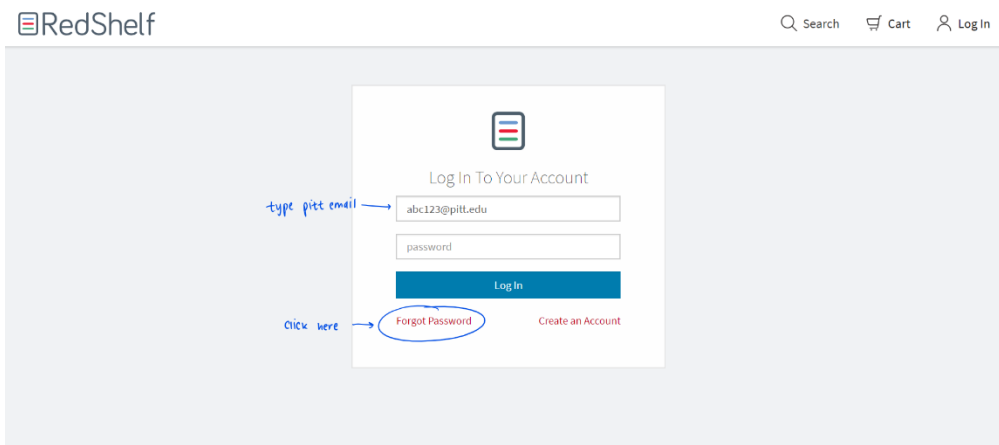 RedShelf
Search
Cart
Log In
Log In To Your Account
type pitt email
abc123@pitt.edu
password
Log In
click here
Forgot Password
Create an Account